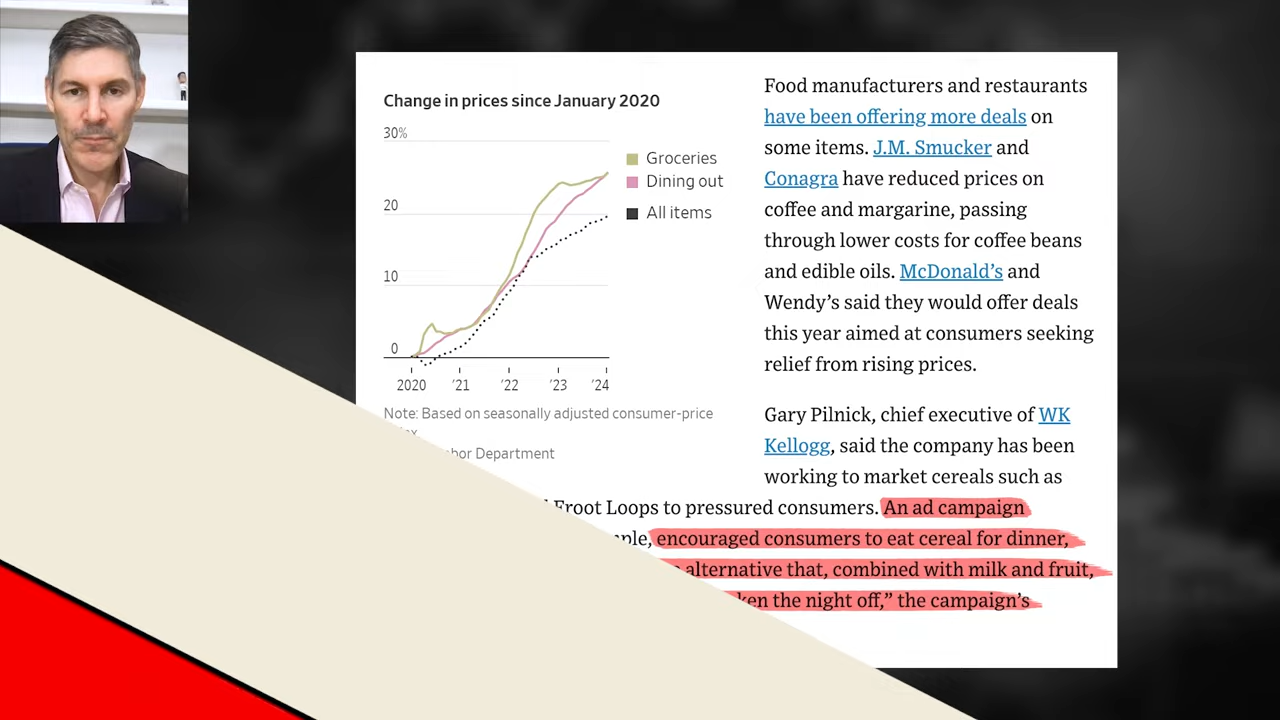 Change in prices since January 2020
30%
20
10
0
2020 '21 '22 '23 '24
Groceries
Dining out
All items
Note: Based on seasonally adjusted consumer-price
Department
Food manufacturers and restaurants
have been offering more deals on
some items. J.M. Smucker and
Conagra have reduced prices on
coffee and margarine, passing
through lower costs for coffee beans
and edible oils. McDonald's and
Wendy's said they would offer deals
this year aimed at consumers seeking
relief from rising prices.
Gary Pilnick, chief executive of WK
Kellogg, said the company has been
working to market cereals such as
Froot Loops to pressured consumers. An ad campaign
encouraged consumers to eat cereal for dinner,
alternative that, combined with milk and fruit,
the night off,” the campaign's